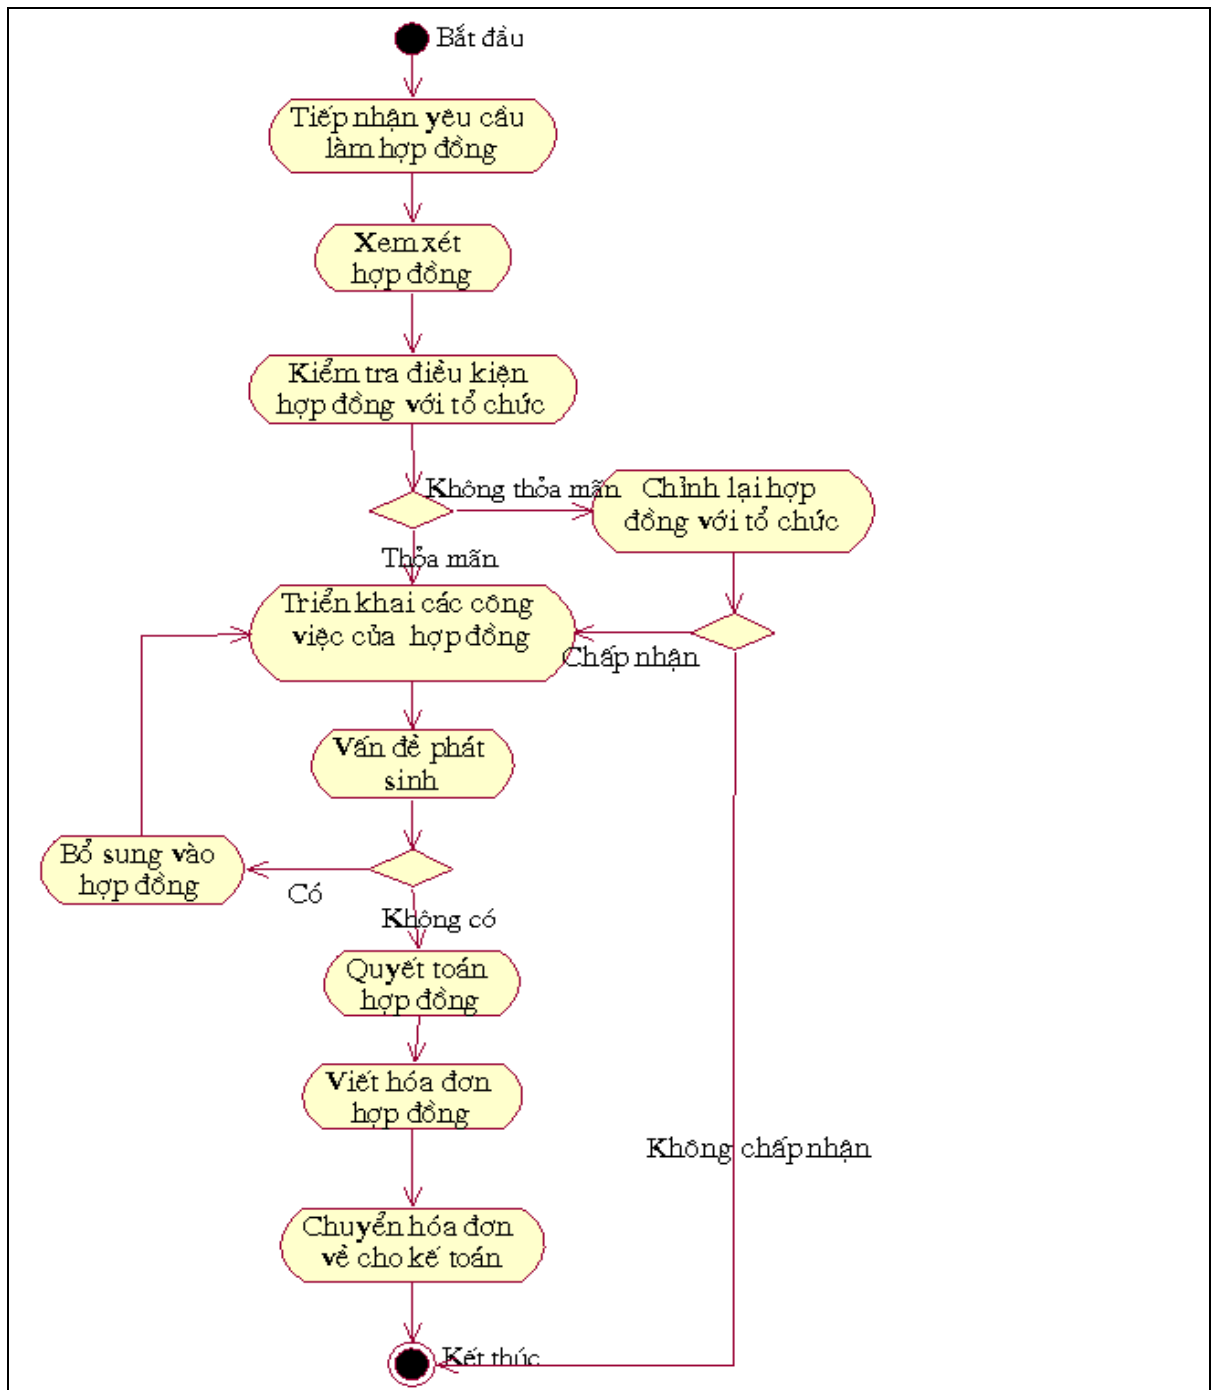 Bắt đầu
Tiếp nhận yêu cầu
làm hợp đồng
Xem xét
hợp đồng
Kiểm tra điều kiện
hợp đồng với tổ chức
Không thỏa mãn
Chỉnh lại hợp
đồng với tổ chức
Thỏa mãn
Triển khai các công
việc của hợp đồng
Chấp nhận
Vấn đề phát
sinh
Bổ sung vào
hợp đồng
Có
Không có
Quyết toán
hợp đồng
Viết hóa đơn
hợp đồng
Không chấp nhận
Chuyển hóa đơn
về cho kế toán
Kết thúc